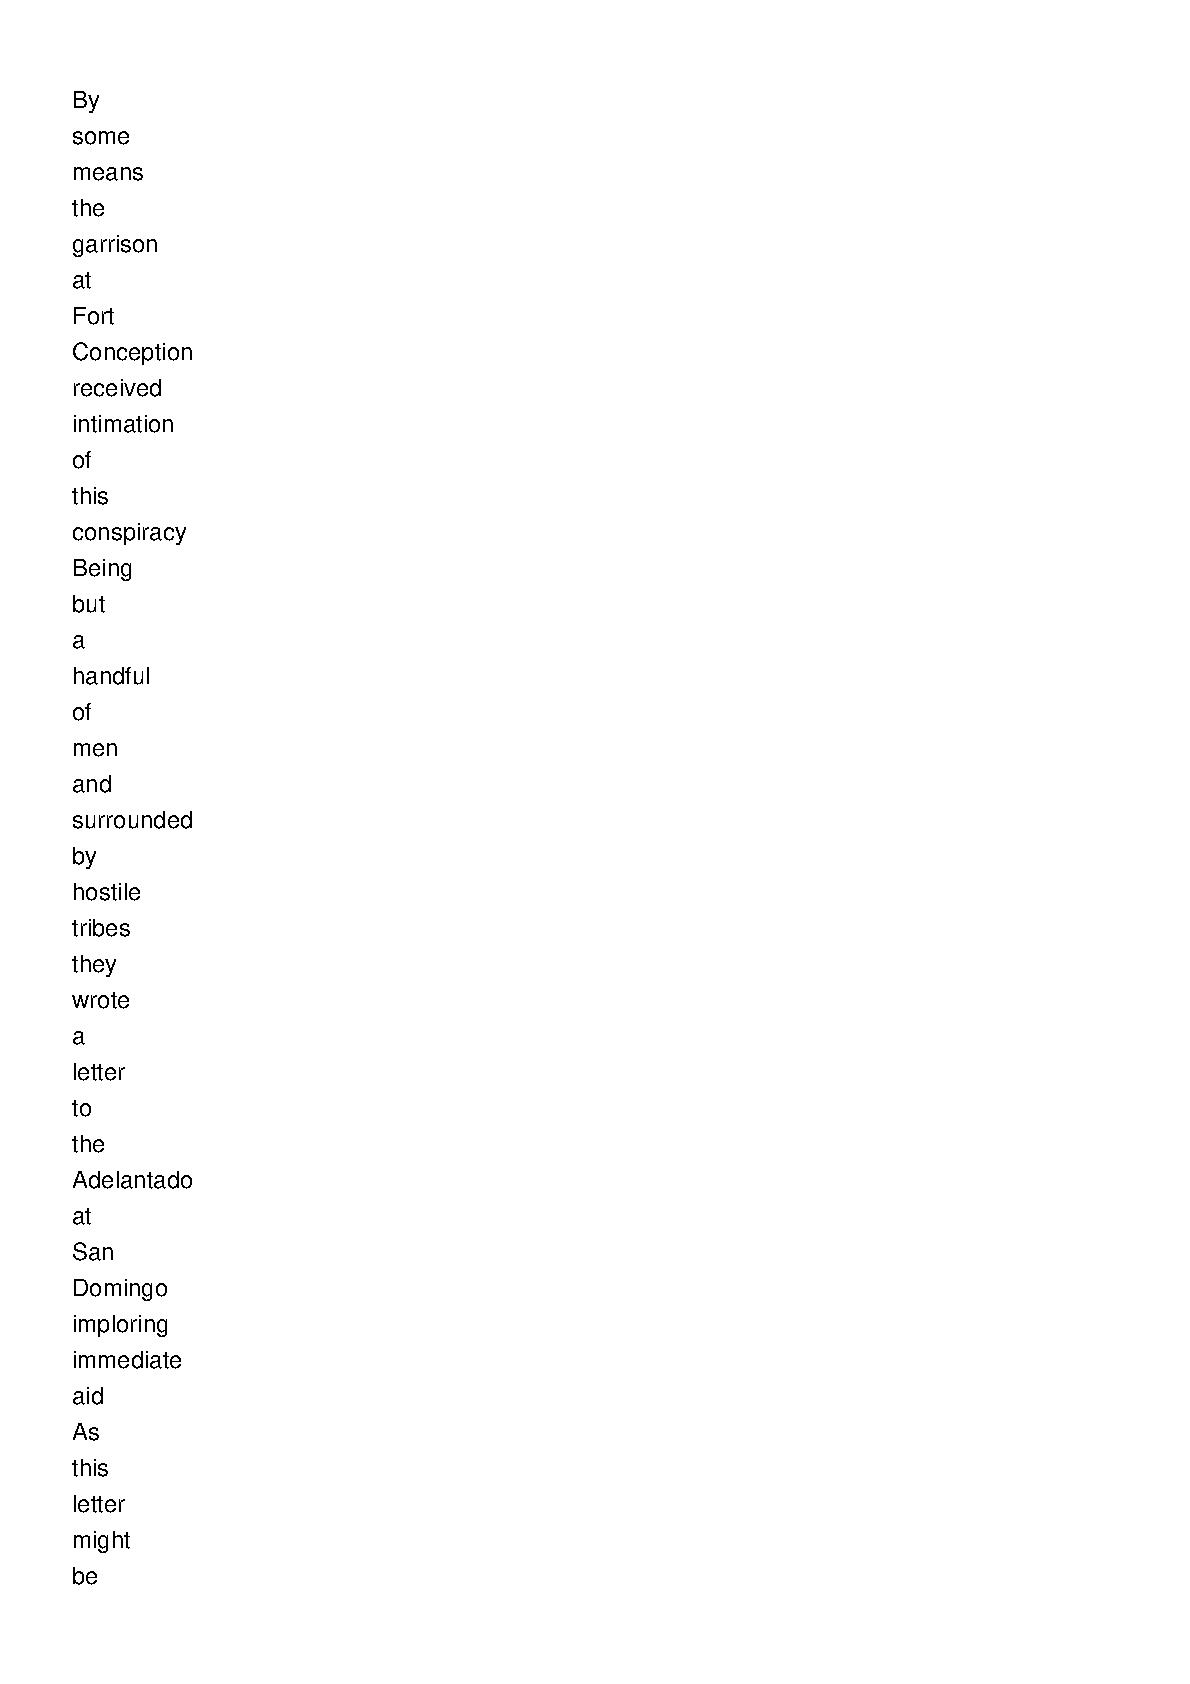 By
some
means
the
garrison
at
Fort
Conception
received
intimation
of
this
conspiracy
Being
but
a
handful
of
men
and
surrounded
by
hostile
tribes
they
wrote
a
letter
to
the
Adelantado
at
San
Domingo
imploring
immediate
aid
As
this
letter
might
be